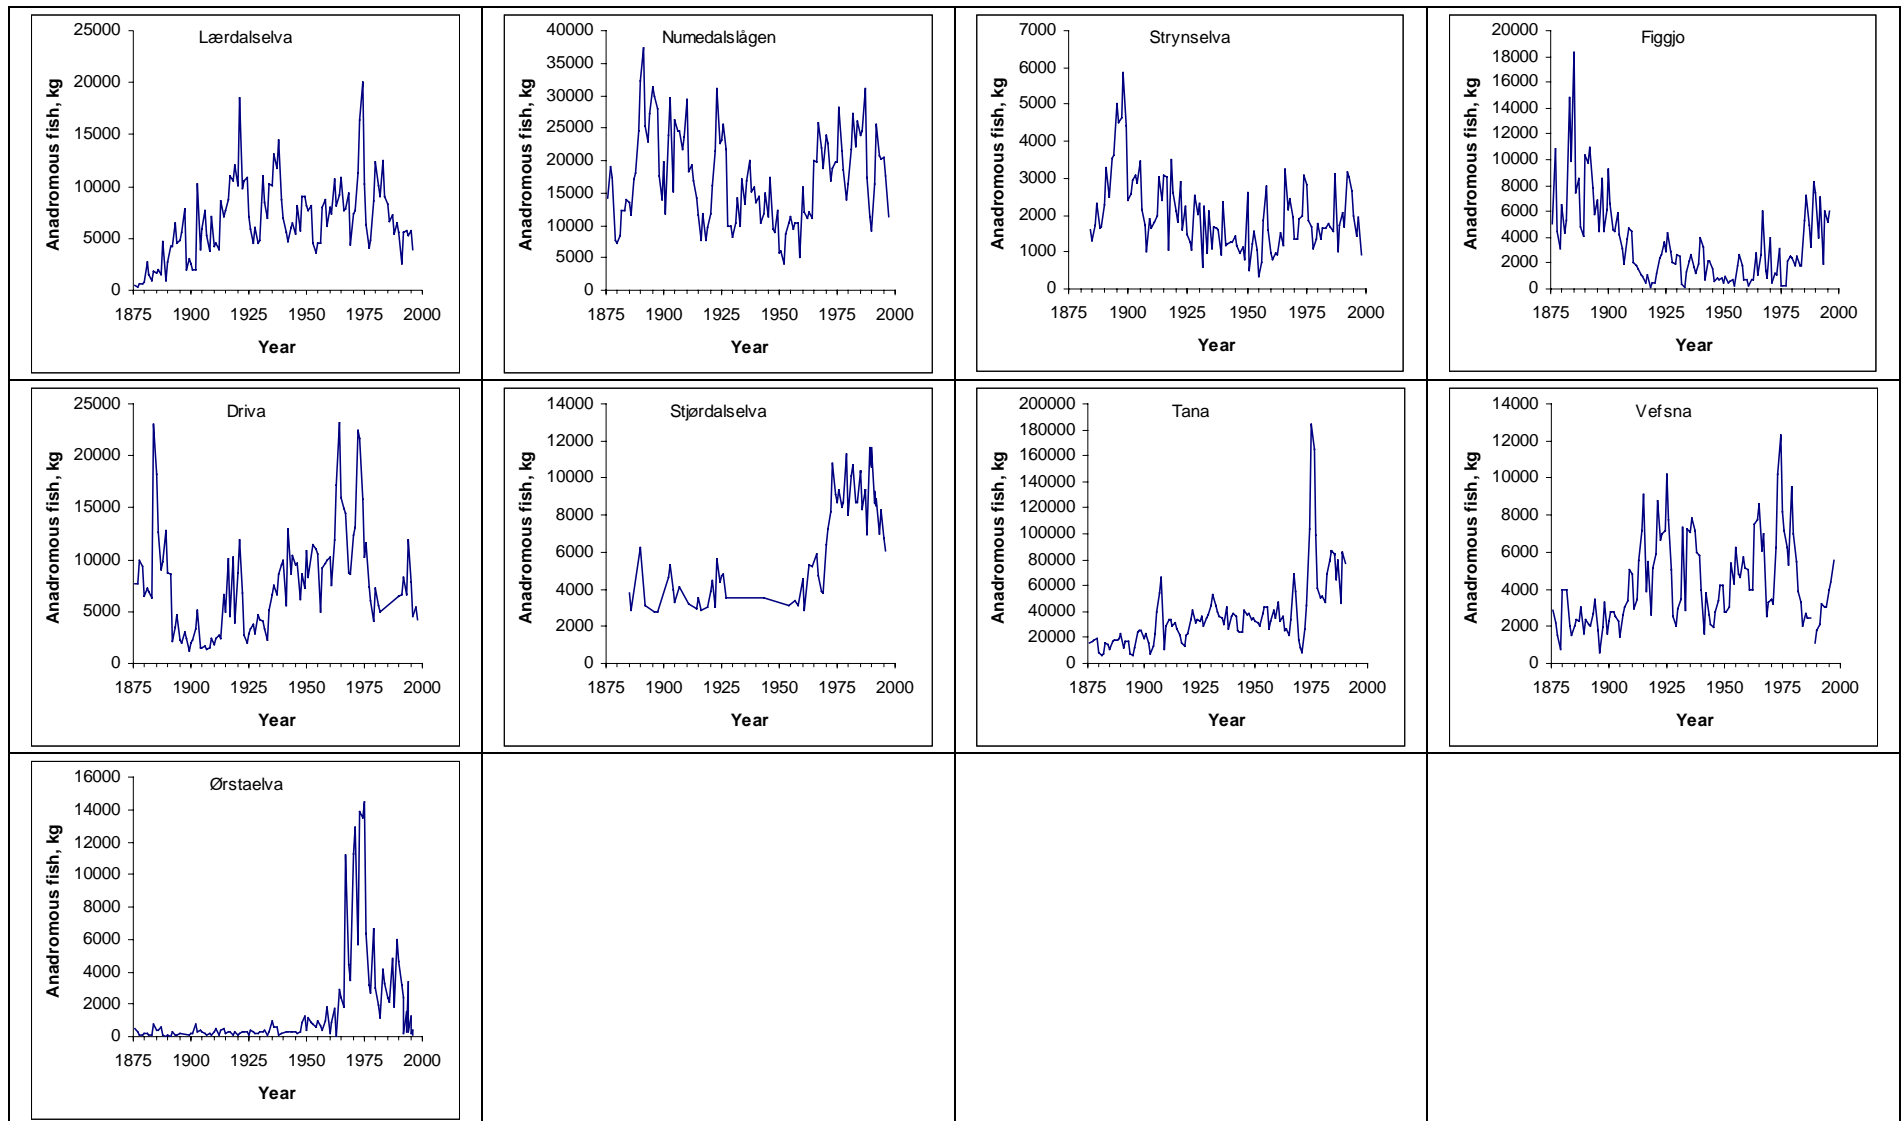 Lærdalselva
Anadromous fish, kg
25000
20000
15000
10000
5000
0
1875 1900 1925 1950 1975 2000
Year
Numedalslågen
Anadromous fish, kg
40000
35000
30000
25000
20000
15000
10000
5000
0
1875 1900 1925 1950 1975 2000
Year
Strynselva
Anadromous fish, kg
7000
6000
5000
4000
3000
2000
1000
0
1875 1900 1925 1950 1975 2000
Year
Figgjo
Anadromous fish, kg
20000
18000
16000
14000
12000
10000
8000
6000
4000
2000
0
1875 1900 1925 1950 1975 2000
Year
Driva
Anadromous fish, kg
25000
20000
15000
10000
5000
0
1875 1900 1925 1950 1975 2000
Year
Stjørdalselva
Anadromous fish, kg
14000
12000
10000
8000
6000
4000
2000
0
1875 1900 1925 1950 1975 2000
Year
Tana
Anadromous fish, kg
200000
180000
160000
140000
120000
100000
80000
60000
40000
20000
0
1875 1900 1925 1950 1975 2000
Year
Vefsna
Anadromous fish, kg
14000
12000
10000
8000
6000
4000
2000
0
1875 1900 1925 1950 1975 2000
Year
Ørstaelva
Anadromous fish, kg
16000
14000
12000
10000
8000
6000
4000
2000
0
1875 1900 1925 1950 1975 2000
Year